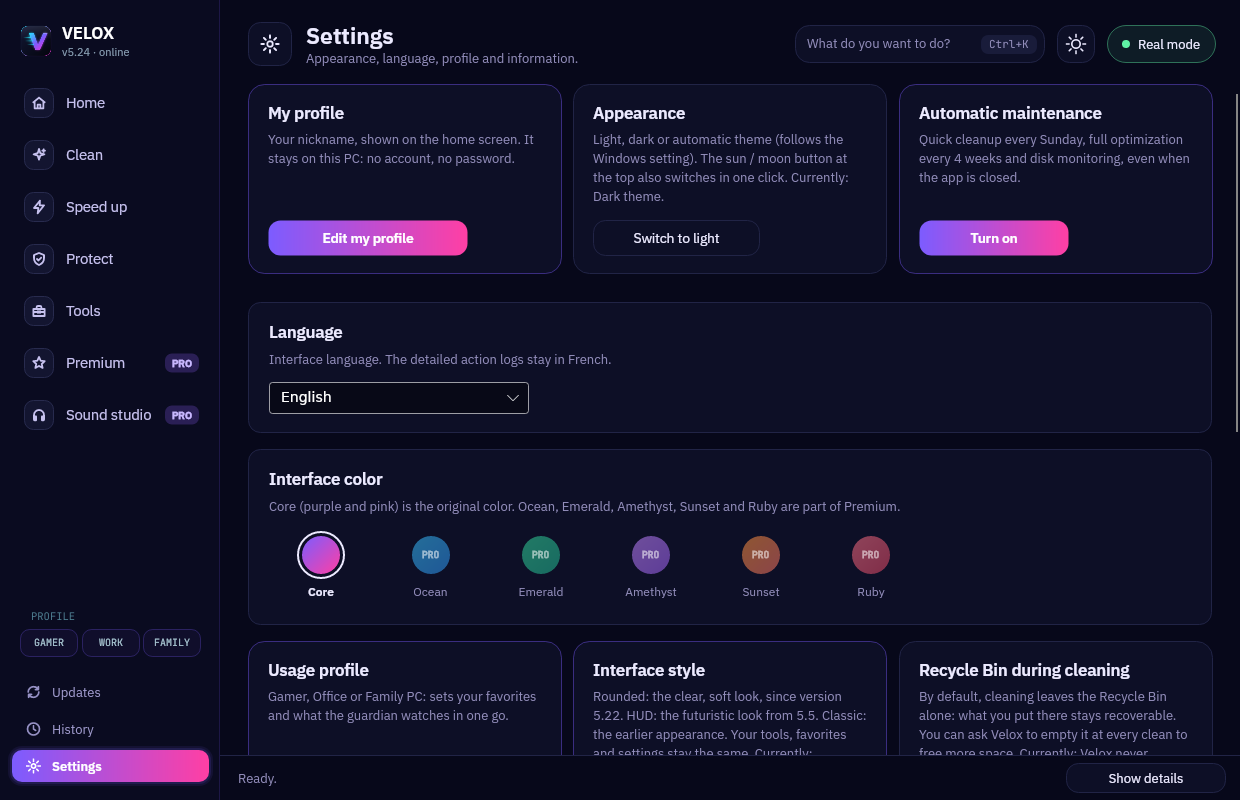 VELOX
v5.24 · online
Home
Clean
Speed up
Protect
Tools
Premium PRO
Sound studio PRO
PROFILE
GAMER WORK FAMILY
Updates
History
Settings
Settings
Appearance, language, profile and information.
What do you want to do? Ctrl+K
Real mode
My profile
Your nickname, shown on the home screen. It
stays on this PC: no account, no password.
Edit my profile
Appearance
Light, dark or automatic theme (follows the
Windows setting). The sun / moon button at
the top also switches in one click. Currently:
Dark theme.
Switch to light
Automatic maintenance
Quick cleanup every Sunday, full optimization
every 4 weeks and disk monitoring, even when
the app is closed.
Turn on
Language
Interface language. The detailed action logs stay in French.
English
Interface color
Core (purple and pink) is the original color. Ocean, Emerald, Amethyst, Sunset and Ruby are part of Premium.
PRO PRO PRO PRO PRO
Core Ocean Emerald Amethyst Sunset Ruby
Usage profile
Gamer, Office or Family PC: sets your favorites
and what the guardian watches in one go.
Interface style
Rounded: the clear, soft look, since version
5.22. HUD: the futuristic look from 5.5. Classic:
the earlier appearance. Your tools, favorites
and settings stay the same. Currently:
Recycle Bin during cleaning
By default, cleaning leaves the Recycle Bin
alone: what you put there stays recoverable.
You can ask Velox to empty it at every clean to
free more space. Currently: Velox never
Ready.
Show details